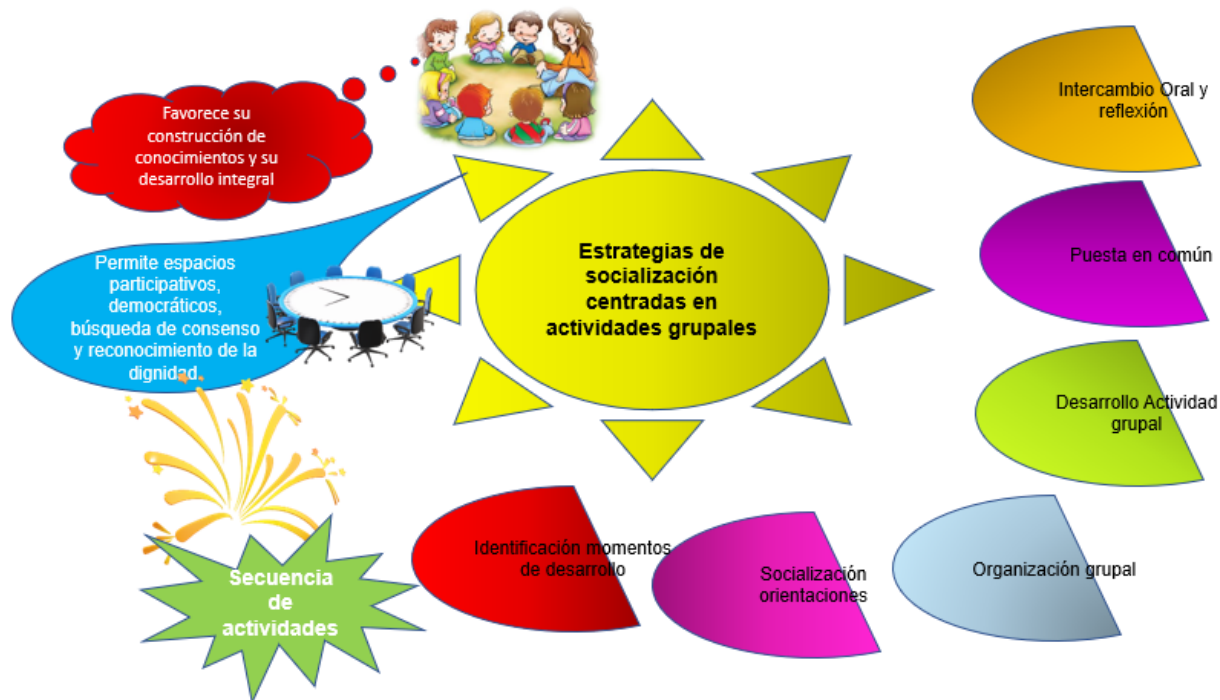 Favorece su
construcción de
conocimientos y su
desarrollo integral
Permite espacios
participativos,
democráticos,
búsqueda de consenso
y reconocimiento de la
dignidad.
Estrategias de
socialización
centradas en
actividades grupales
Secuencia
de
actividades
Identificación momentos
de desarrollo
Socialización
orientaciones
Organización grupal
Desarrollo Actividad
grupal
Puesta en común
Intercambio Oral y
reflexión